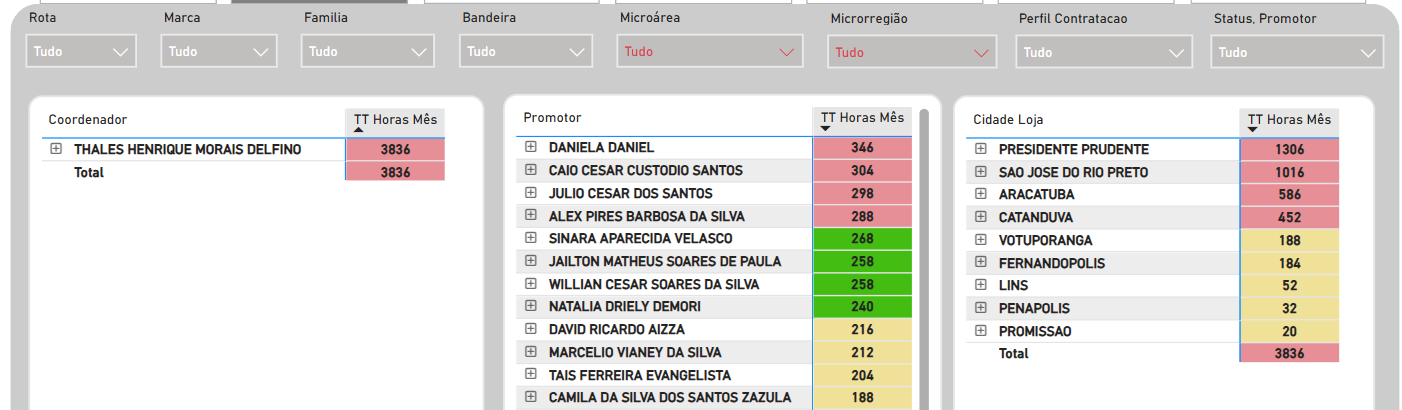 Rota Marca Familia Bandeira Microárea Microrregião Perfil Contratacao Status, Promotor
Tudo Tudo Tudo Tudo Tudo Tudo Tudo Tudo
Coordenador TT Horas Mês
THALES HENRIQUE MORAIS DELFINO 3836
Total 3836
Promotor TT Horas Mês
DANIELA DANIEL 346
CAIO CESAR CUSTODIO SANTOS 304
JULIO CESAR DOS SANTOS 298
ALEX PIRES BARBOSA DA SILVA 288
SINARA APARECIDA VELASCO 268
JAILTON MATHEUS SOARES DE PAULA 258
WILLIAN CESAR SOARES DA SILVA 258
NATALIA DRIELY DEMORI 240
DAVID RICARDO AIZZA 216
MARCELIO VIANEY DA SILVA 212
TAIS FERREIRA EVANGELISTA 204
CAMILA DA SILVA DOS SANTOS ZAZULA 188
Cidade Loja TT Horas Mês
PRESIDENTE PRUDENTE 1306
SAO JOSE DO RIO PRETO 1016
ARACATUBA 586
CATANDUVA 452
VOTUPORANGA 188
FERNANDOPOLIS 184
LINS 52
PENAPOLIS 32
PROMISSAO 20
Total 3836